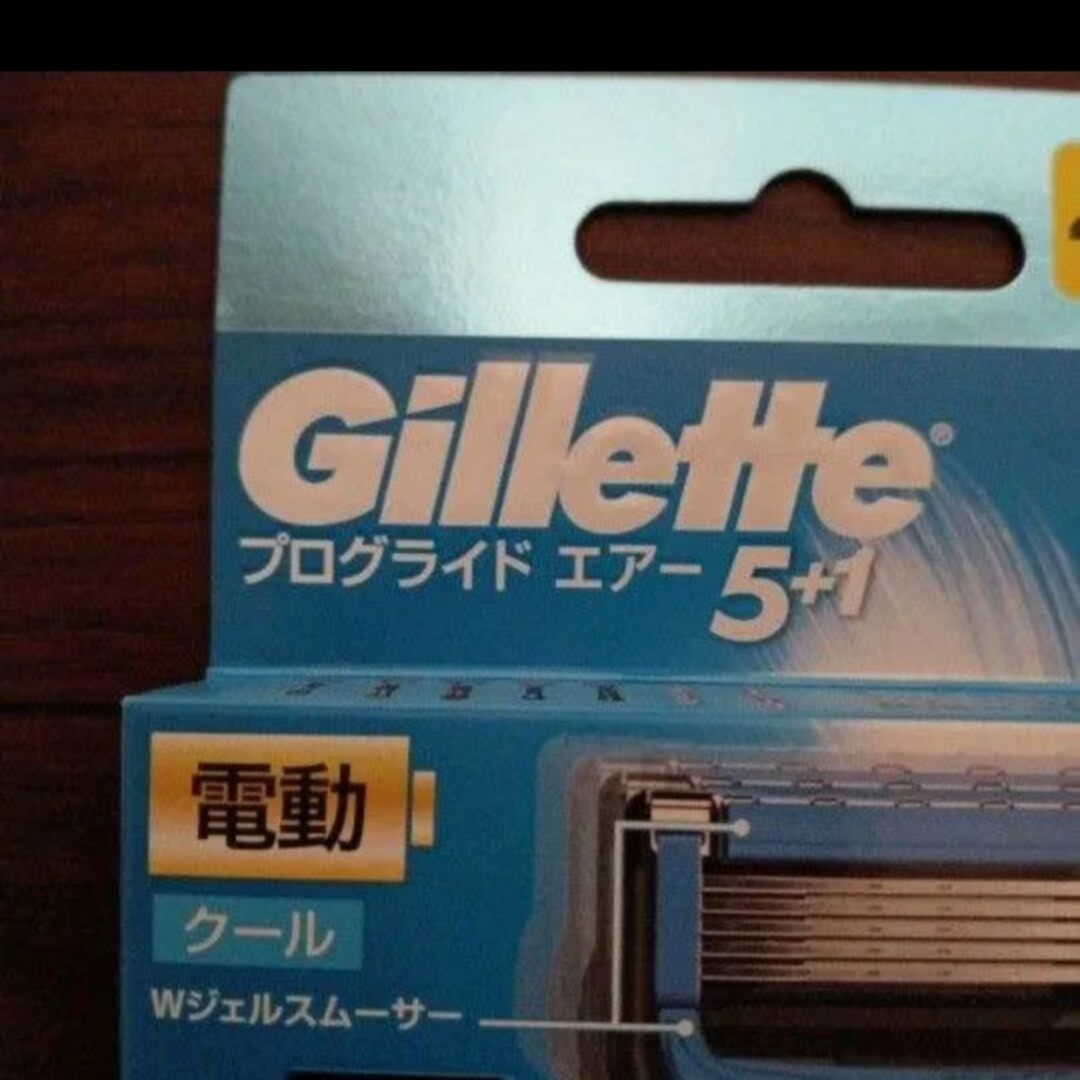 Gillette®
プログライド エアー 5+1
電動
クール
Wジェルスムーサー